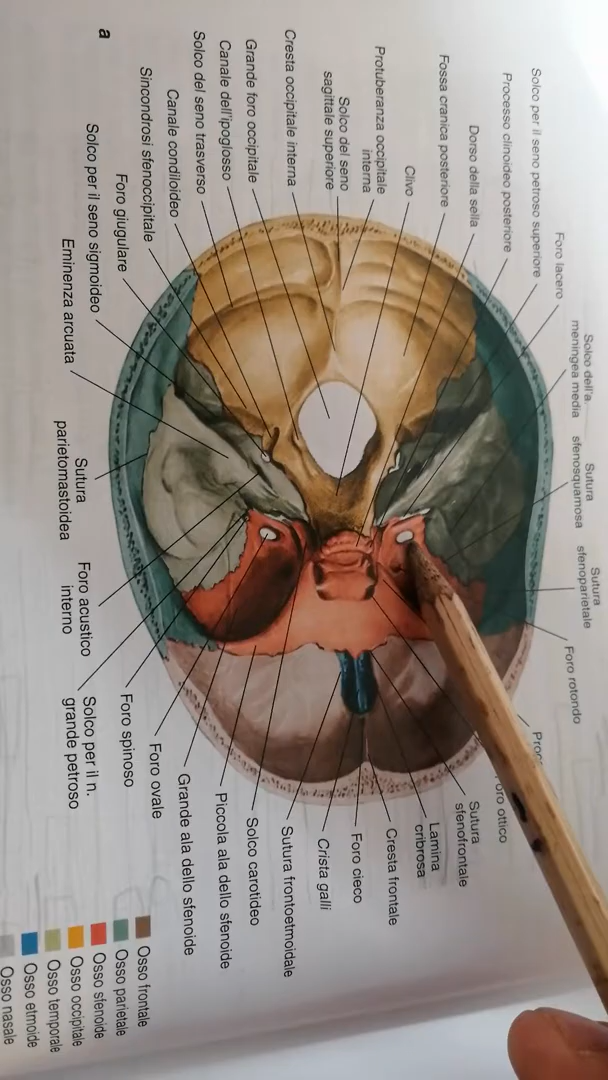 a
Solco del seno trasverso
Canale dell'ipoglosso
Grande foro occipitale
Cresta occipitale interna
Solco del seno
sagittale superiore
Protuberanza occipitale
interna
Clivo
Fossa cranica posteriore
Dorso della sella
Processo clinoideo posteriore
Solco per il seno petroso superiore
Foro lacero
Solco dell'a.
meningea media
Sutura
sfenosquamosa
Sutura
sfenoparietale
Foro rotondo
Sincondrosi sfenoccipitale
Canale condiloideo
Foro giugulare
Solco per il seno sigmoideo
Eminenza arcuata
Sutura
parietomastoidea
Foro acustico
interno
Solco per il n.
grande petroso
Foro spinoso
Foro ovale
Grande ala dello sfenoide
Piccola ala dello sfenoide
Solco carotideo
Sutura frontoetmoidale
Crista galli
Foro cieco
Cresta frontale
Lamina
cribrosa
Sutura
sfenofrontale
ottico
Osso frontale
Osso parietale
Osso sfenoide
Osso occipitale
Osso temporale
Osso etmoide
Osso nasale